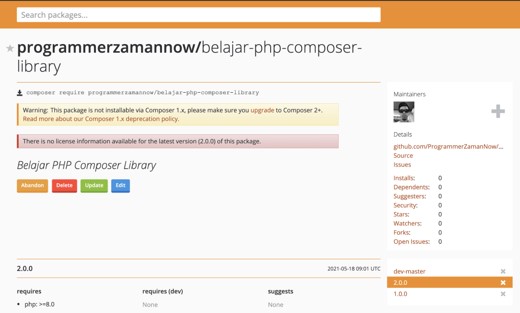 Search packages...
programmerzamannow/belajar-php-composer-
library
composer require programmerzamannow/belajar-php-composer-library
Warning: This package is not installable via Composer 1.x, please make sure you upgrade to Composer 2+.
Read more about our Composer 1.x deprecation policy.
There is no license information available for the latest version (2.0.0) of this package.
Belajar PHP Composer Library
Abandon Delete Update Edit
Maintainers
Details
github.com/ProgrammerZamanNow/...
Source
Issues
Installs: 0
Dependents: 0
Suggesters: 0
Security: 0
Stars: 0
Watchers: 0
Forks: 0
Open Issues: 0
2.0.0 2021-05-18 09:01 UTC
requires requires (dev) suggests
• php: >=8.0 None None
dev-master
2.0.0
1.0.0